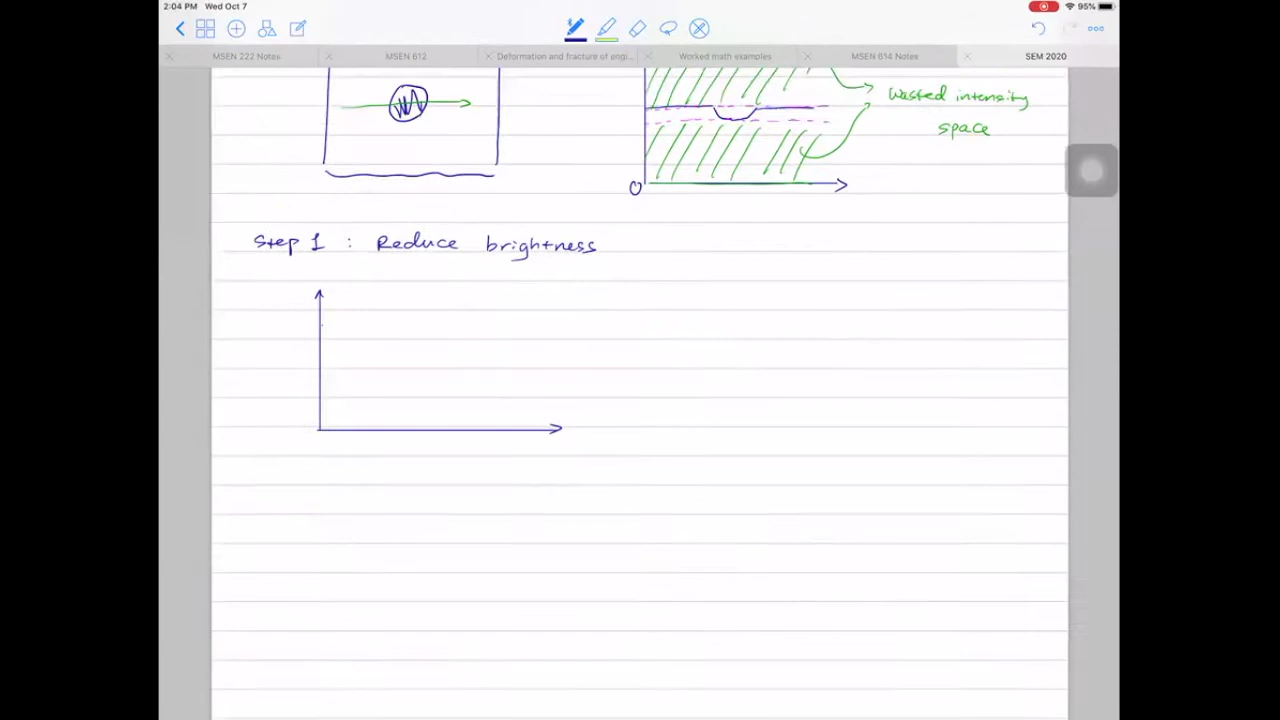 2:04 PM Wed Oct 7
95%
MSEN 222 Notes
MSEN 612
Deformation and fracture of engi...
Worked math examples
MSEN 614 Notes
SEM 2020
Wasted intensity
space
0
Step 1 : Reduce brightness